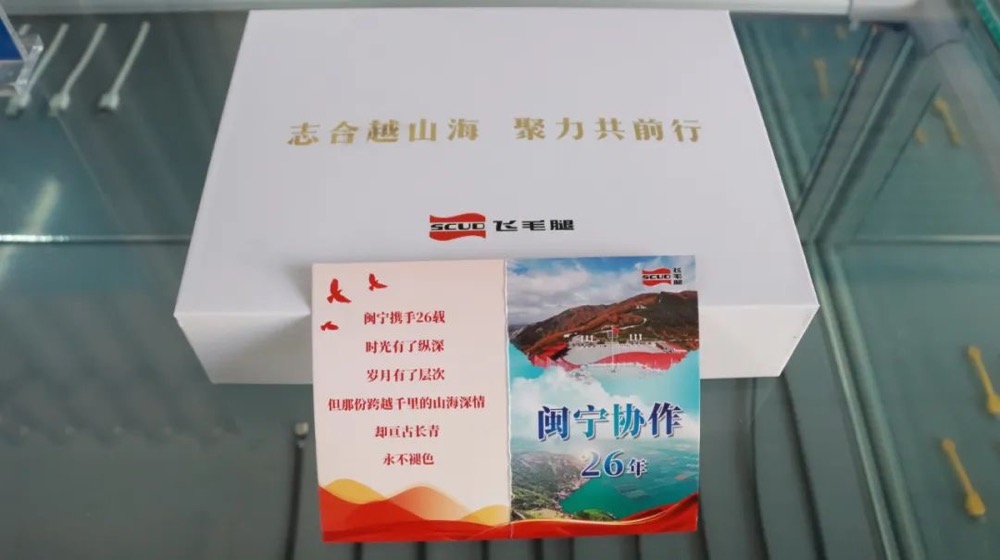 志合越山海 聚力共前行
SCUD 飞毛腿
闽宁携手26载
时光有了纵深
岁月有了层次
但那份跨越千里的山海深情
却亘古长青
永不褪色
SCUD 飞毛腿
闽宁协作
26年